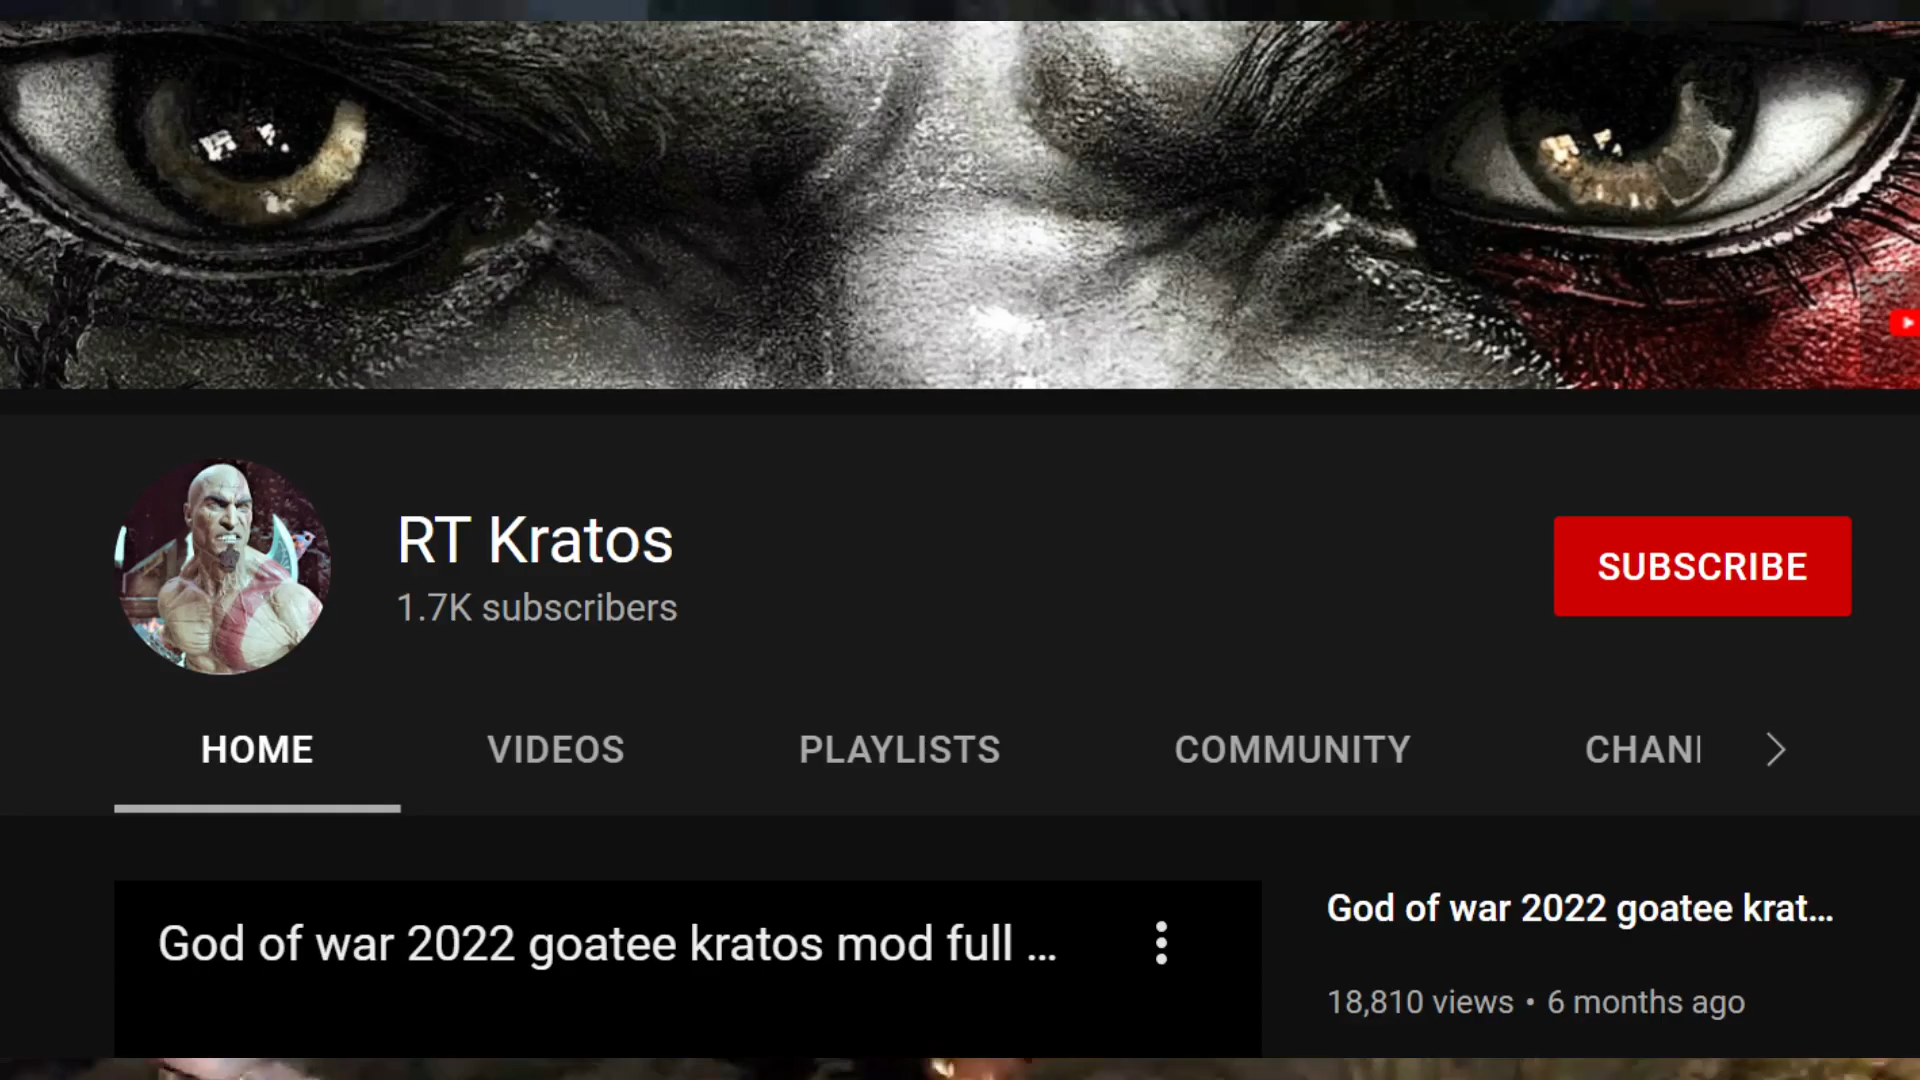 RT Kratos
1.7K subscribers
SUBSCRIBE
HOME VIDEOS PLAYLISTS COMMUNITY CHAN
God of war 2022 goatee kratos mod full ...
God of war 2022 goatee krat...
18,810 views • 6 months ago